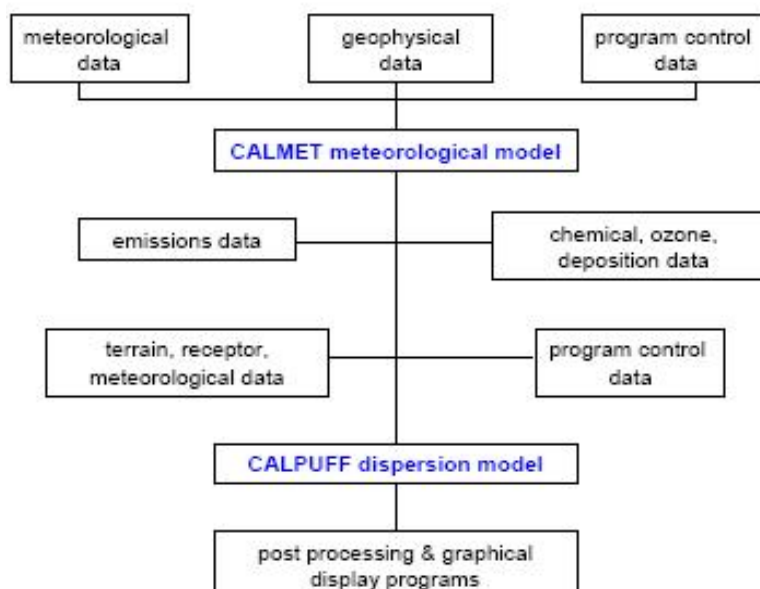 meteorological
data
geophysical
data
program control
data
CALMET meteorological model
emissions data
chemical, ozone,
deposition data
terrain, receptor,
meteorological data
program control
data
CALPUFF dispersion model
post processing & graphical
display programs